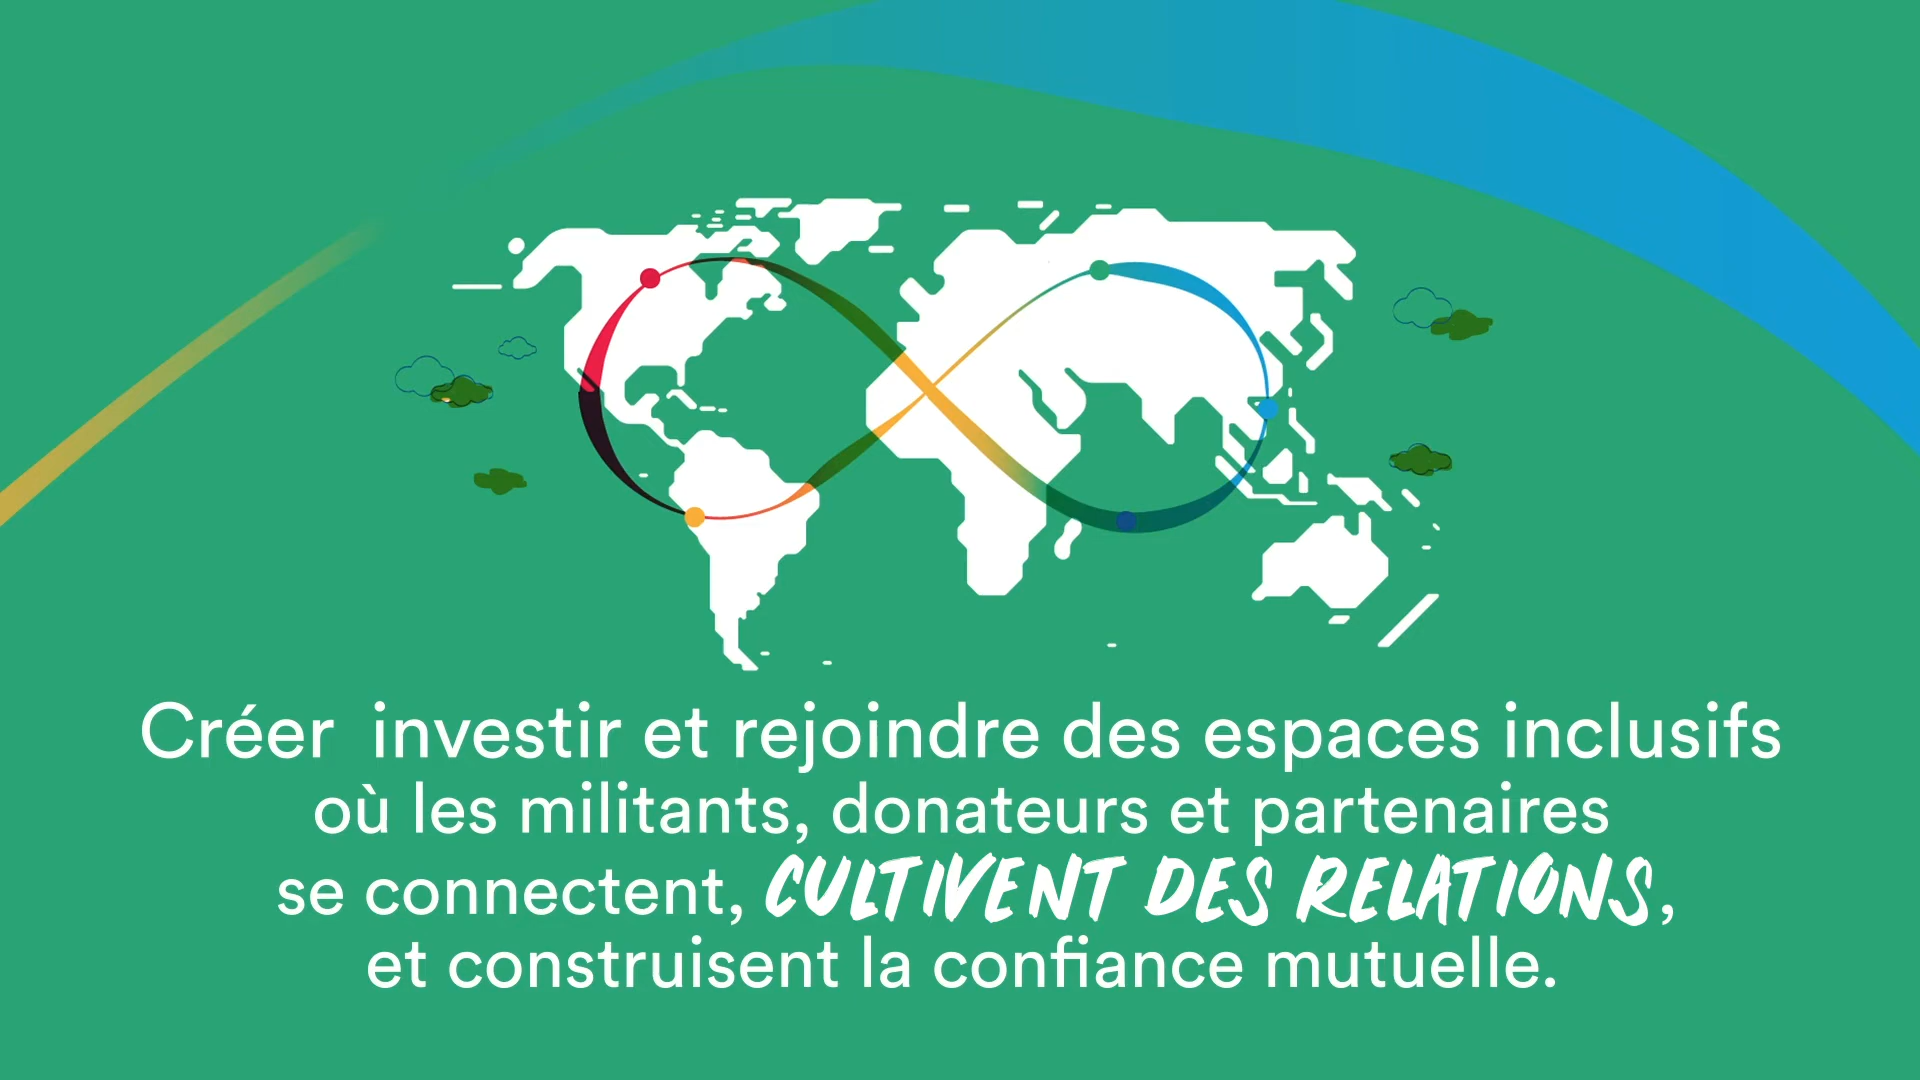 Créer  investir et rejoindre des espaces inclusifs
où les militants, donateurs et partenaires
se connectent, CULTIVENT DES RELATIONS,
et construisent la confiance mutuelle.